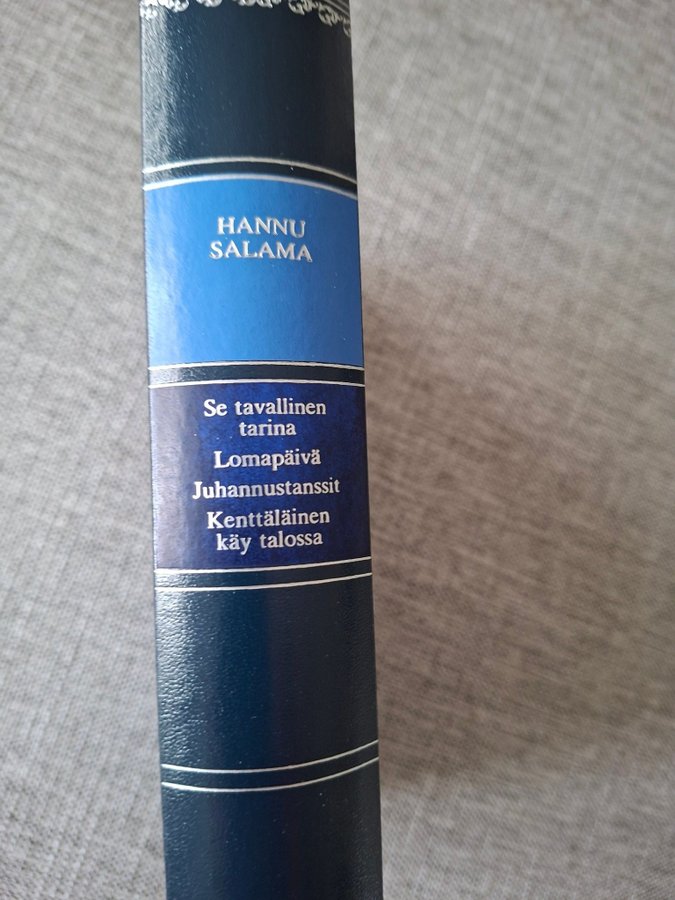 HANNU
SALAMA
Se tavallinen
tarina
Lomapäivä
Juhannustanssit
Kenttäläinen
käy talossa